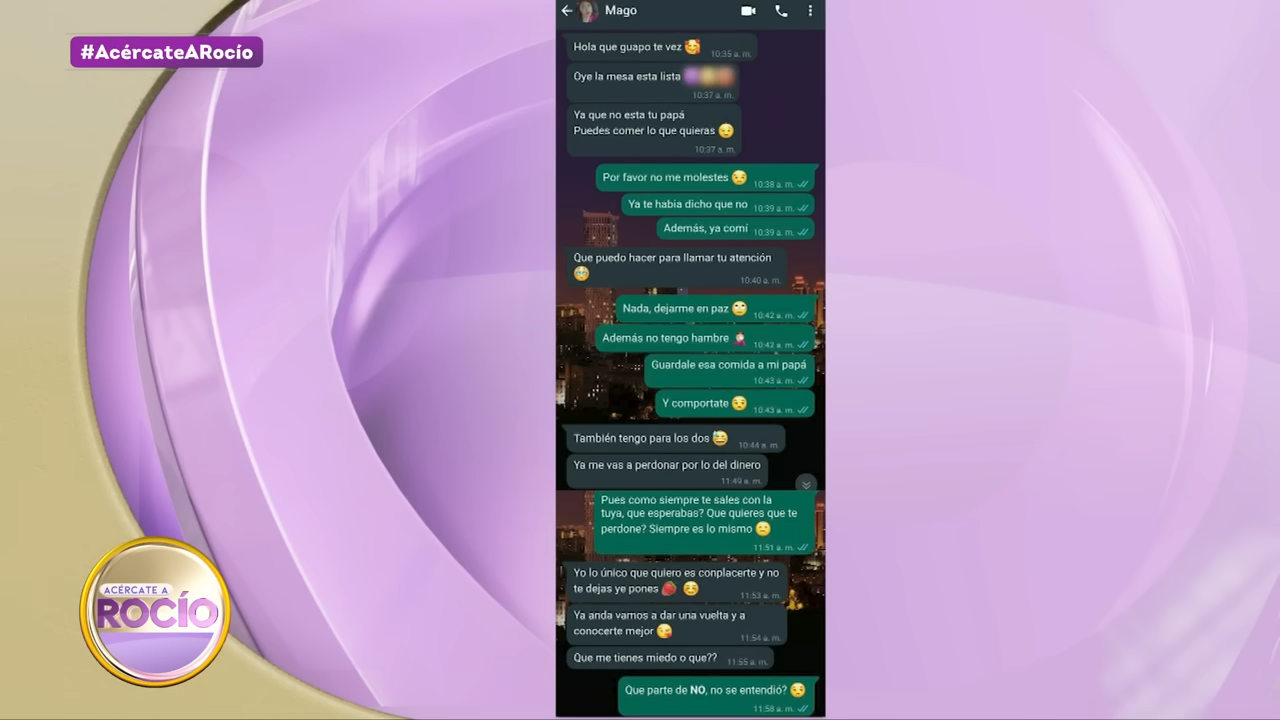 #AcércateARocío
Mago
Hola que guapo te vez 🥰
10:35 a. m.
Oye la mesa esta lista
10:37 a. m.
Ya que no esta tu papá
Puedes comer lo que quieras 😏
10:37 a. m.
Por favor no me molestes 😒
10:38 a. m.
Ya te habia dicho que no
10:39 a. m.
Además, ya comí
10:39 a. m.
Que puedo hacer para llamar tu atención
🥹
10:40 a. m.
Nada, dejarme en paz 🙄
10:42 a. m.
Además no tengo hambre 🤦🏻‍♀️
10:42 a. m.
Guardale esa comida a mi papá
10:43 a. m.
Y comportate 😒
10:43 a. m.
También tengo para los dos 😅
10:44 a. m.
Ya me vas a perdonar por lo del dinero
11:49 a. m.
Pues como siempre te sales con la
tuya, que esperabas? Que quieres que te
perdone? Siempre es lo mismo 😑
11:51 a. m.
Yo lo único que quiero es conplacerte y no
te dejas ye pones 🍓 ☺️
11:53 a. m.
Ya anda vamos a dar una vuelta y a
conocerte mejor 😘
11:54 a. m.
Que me tienes miedo o que??
11:55 a. m.
Que parte de NO, no se entendió? 😒
11:58 a. m.
ACÉRCATE A
ROCÍO